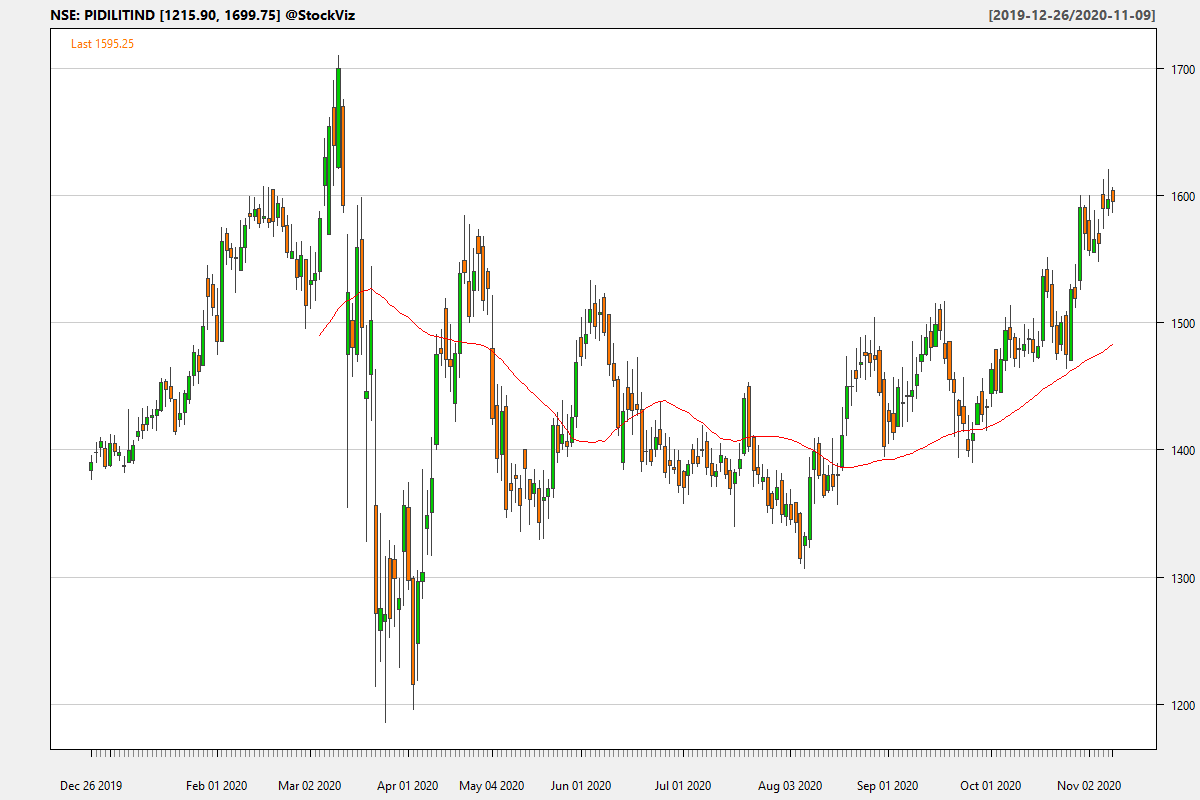 NSE: PIDILITIND [1215.90, 1699.75] @StockViz [2019-12-26/2020-11-09]
Last 1595.25
1700
1600
1500
1400
1300
1200
Dec 26 2019 Feb 01 2020 Mar 02 2020 Apr 01 2020 May 04 2020 Jun 01 2020 Jul 01 2020 Aug 03 2020 Sep 01 2020 Oct 01 2020 Nov 02 2020